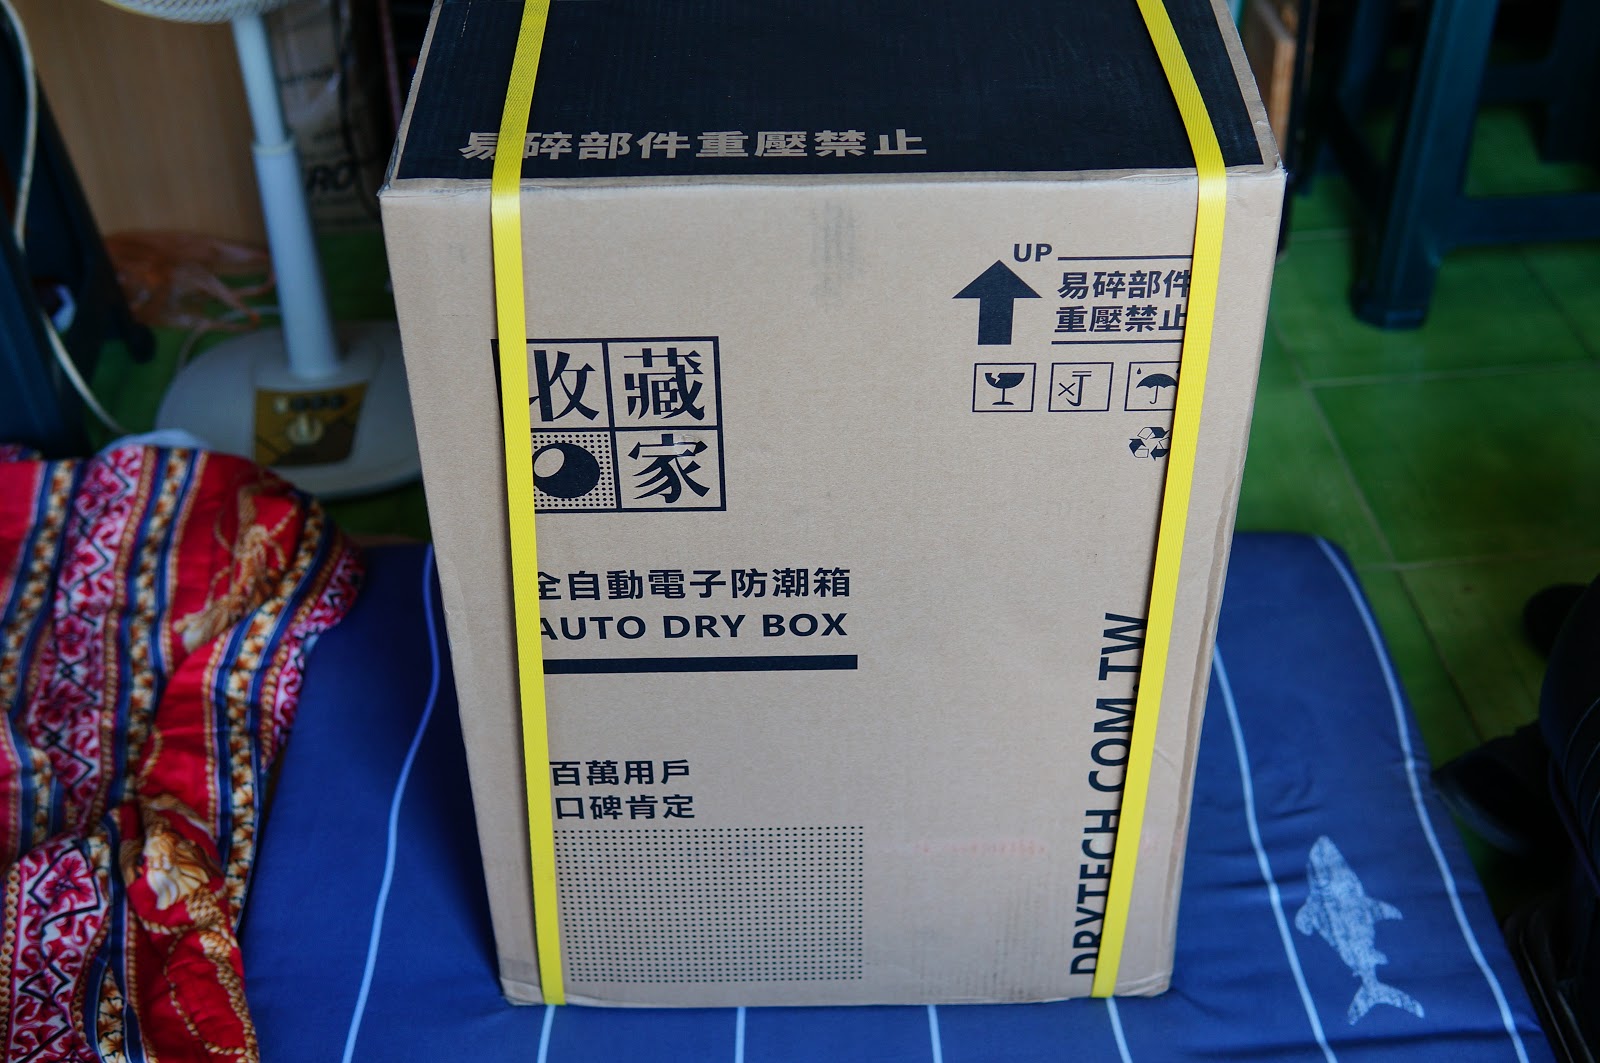 易碎部件重壓禁止
UP
易碎部件
重壓禁止
收藏
家
全自動電子防潮箱
AUTO DRY BOX
百萬用戶
口碑肯定
DRYTECH.COM.TW
RO